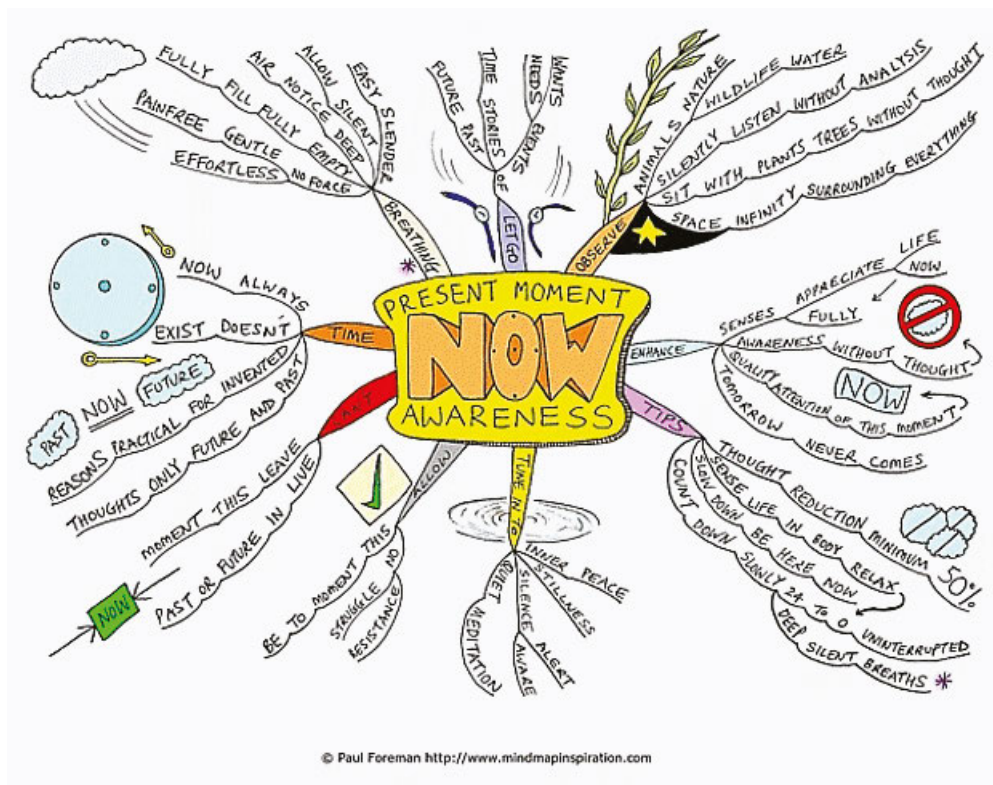 PRESENT MOMENT
NOW
AWARENESS
BREATHING
EASY SLENDER
ALLOW SILENT
AIR NOTICE DEEP
FULLY FILL FULLY EMPTY
PAINFREE GENTLE
EFFORTLESS NO FORCE
*
LET GO
OF
FUTURE PAST
TIME STORIES
WANTS
NEEDS EVENTS
OBSERVE
ANIMALS NATURE
WILDLIFE WATER
SILENTLY LISTEN WITHOUT ANALYSIS
SIT WITH PLANTS TREES WITHOUT THOUGHT
SPACE INFINITY SURROUNDING EVERYTHING
ENHANCE
SENSES APPRECIATE LIFE
NOW
FULLY
AWARENESS WITHOUT THOUGHT
QUALITY ATTENTION OF THIS MOMENT
NOW
TOMORROW NEVER COMES
TIPS
THOUGHT REDUCTION MINIMUM 50%
SENSE LIFE IN BODY RELAX
SLOW DOWN BE HERE NOW
COUNT DOWN SLOWLY 24 TO 0 UNINTERRUPTED
DEEP SILENT BREATHS *
TUNE IN TO
INNER PEACE
STILLNESS
SILENCE ALERT
AWARE
QUIET MEDITATION
ALLOW
THIS MOMENT TO BE
NO STRUGGLE
RESISTANCE
LEAVE THIS MOMENT
LIVE IN PAST OR FUTURE
NOW
TIME
NOW ALWAYS
EXIST DOESN'T
PAST NOW FUTURE
REASONS PRACTICAL FOR INVENTED
THOUGHTS ONLY FUTURE AND PAST
© Paul Foreman http://www.mindmapinspiration.com